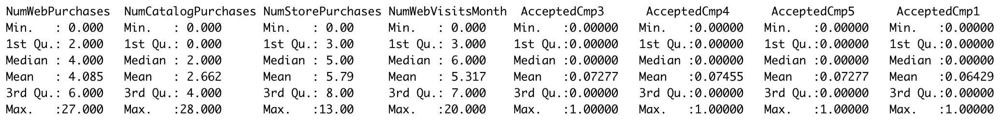 NumWebPurchases  NumCatalogPurchases NumStorePurchases NumWebVisitsMonth  AcceptedCmp3      AcceptedCmp4      AcceptedCmp5      AcceptedCmp1
Min.   : 0.000   Min.   : 0.000      Min.   : 0.00     Min.   : 0.000    Min.   :0.00000   Min.   :0.00000   Min.   :0.00000   Min.   :0.00000
1st Qu.: 2.000   1st Qu.: 0.000      1st Qu.: 3.00     1st Qu.: 3.000    1st Qu.:0.00000   1st Qu.:0.00000   1st Qu.:0.00000   1st Qu.:0.00000
Median : 4.000   Median : 2.000      Median : 5.00     Median : 6.000    Median :0.00000   Median :0.00000   Median :0.00000   Median :0.00000
Mean   : 4.085   Mean   : 2.662      Mean   : 5.79     Mean   : 5.317    Mean   :0.07277   Mean   :0.07455   Mean   :0.07277   Mean   :0.06429
3rd Qu.: 6.000   3rd Qu.: 4.000      3rd Qu.: 8.00     3rd Qu.: 7.000    3rd Qu.:0.00000   3rd Qu.:0.00000   3rd Qu.:0.00000   3rd Qu.:0.00000
Max.   :27.000   Max.   :28.000      Max.   :13.00     Max.   :20.000    Max.   :1.00000   Max.   :1.00000   Max.   :1.00000   Max.   :1.00000